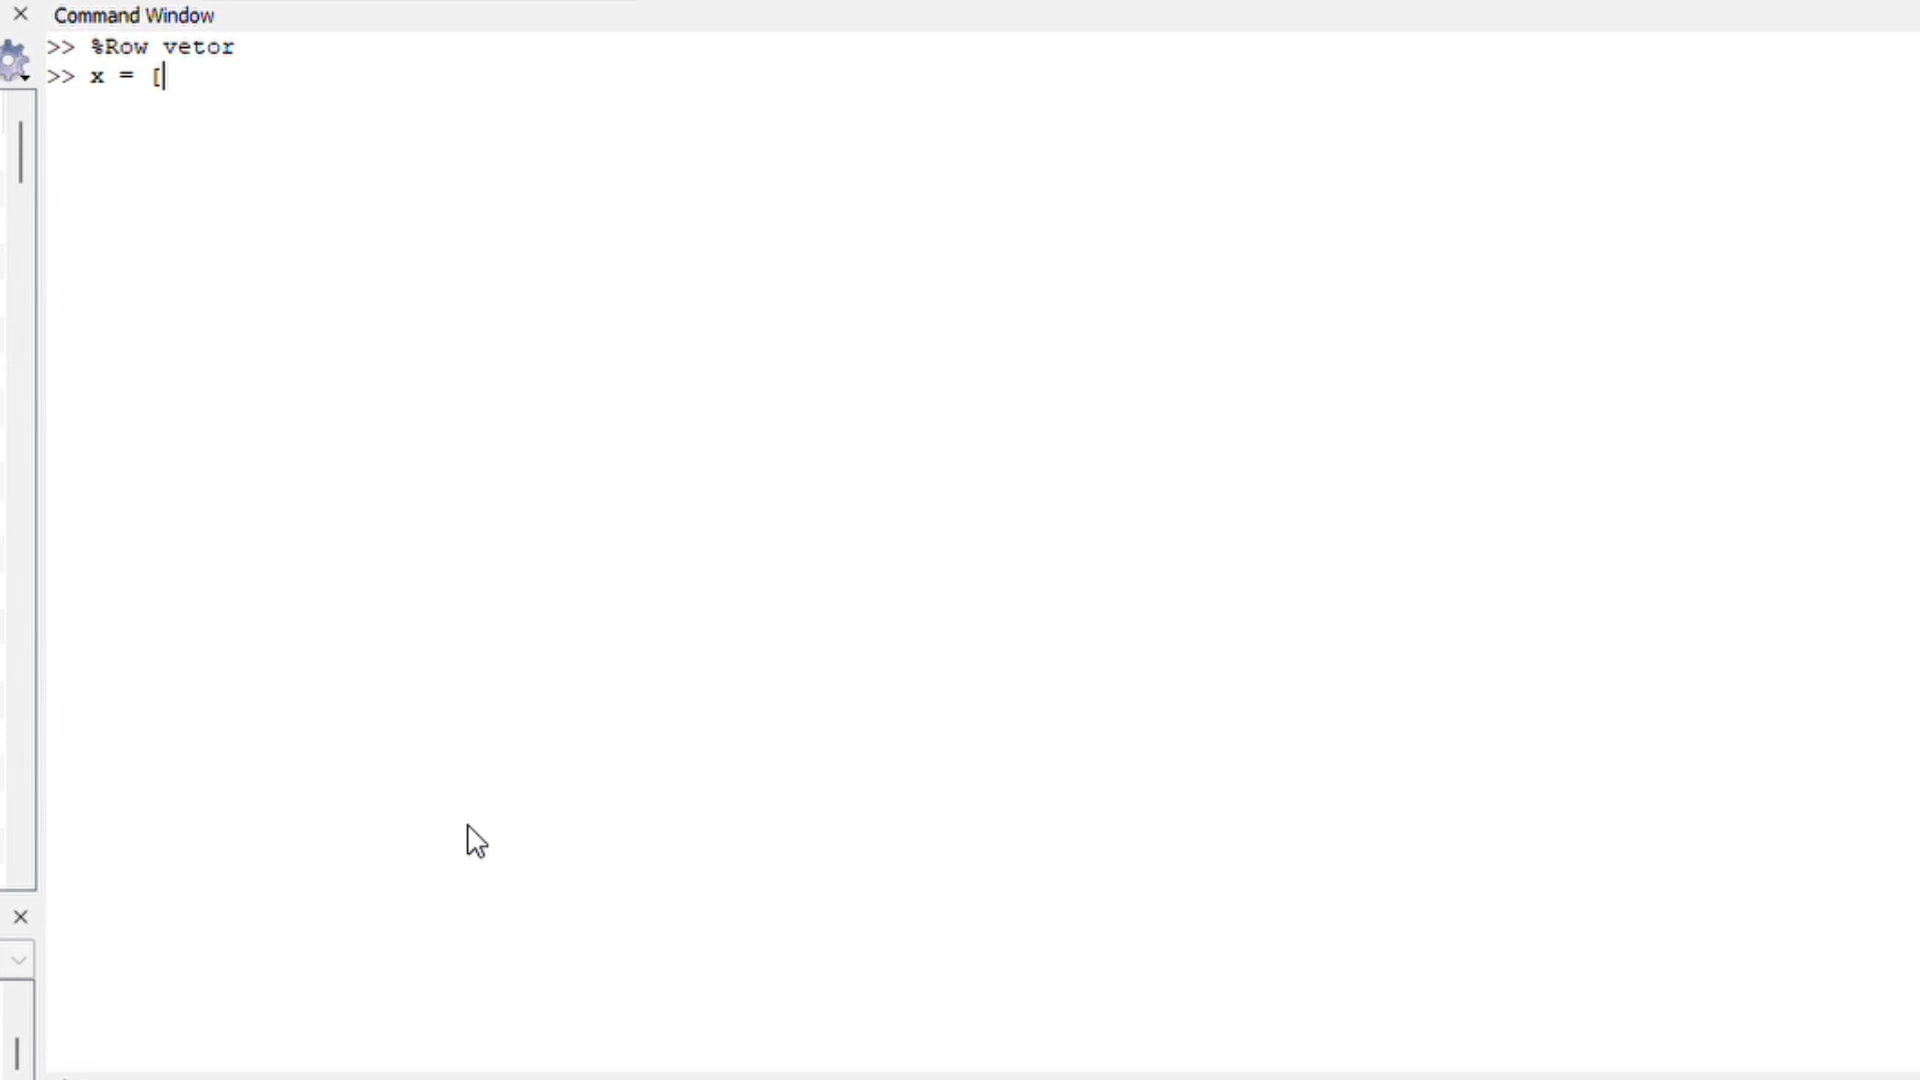 Command Window
>> %Row vetor
>> x = [